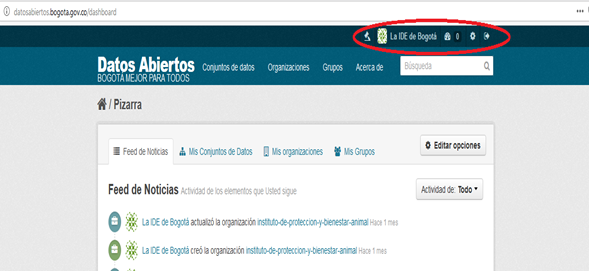 datosabiertos.bogota.gov.co/dashboard
La IDE de Bogotá 0
Datos Abiertos
BOGOTÁ MEJOR PARA TODOS
Conjuntos de datos Organizaciones Grupos Acerca de Búsqueda
/ Pizarra
Feed de Noticias Mis Conjuntos de Datos Mis organizaciones Mis Grupos Editar opciones
Feed de Noticias Actividad de los elementos que Usted sigue Actividad de: Todo
La IDE de Bogotá actualizó la organización instituto-de-proteccion-y-bienestar-animal Hace 1 mes
La IDE de Bogotá creó la organización instituto-de-proteccion-y-bienestar-animal Hace 1 mes